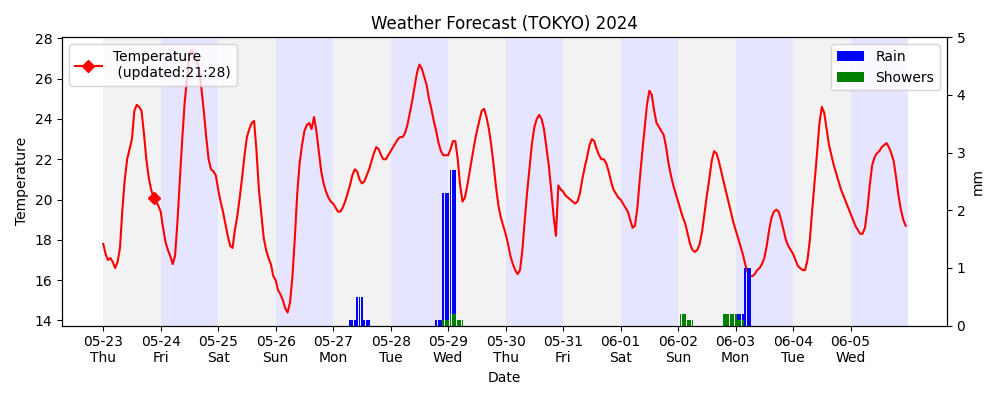 Weather Forecast (TOKYO) 2024
Temperature
(updated:21:28)
Rain
Showers
28
26
24
22
20
18
16
14
Temperature
5
4
3
2
1
0
mm
05-23 05-24 05-25 05-26 05-27 05-28 05-29 05-30 05-31 06-01 06-02 06-03 06-04 06-05
Thu Fri Sat Sun Mon Tue Wed Thu Fri Sat Sun Mon Tue Wed
Date